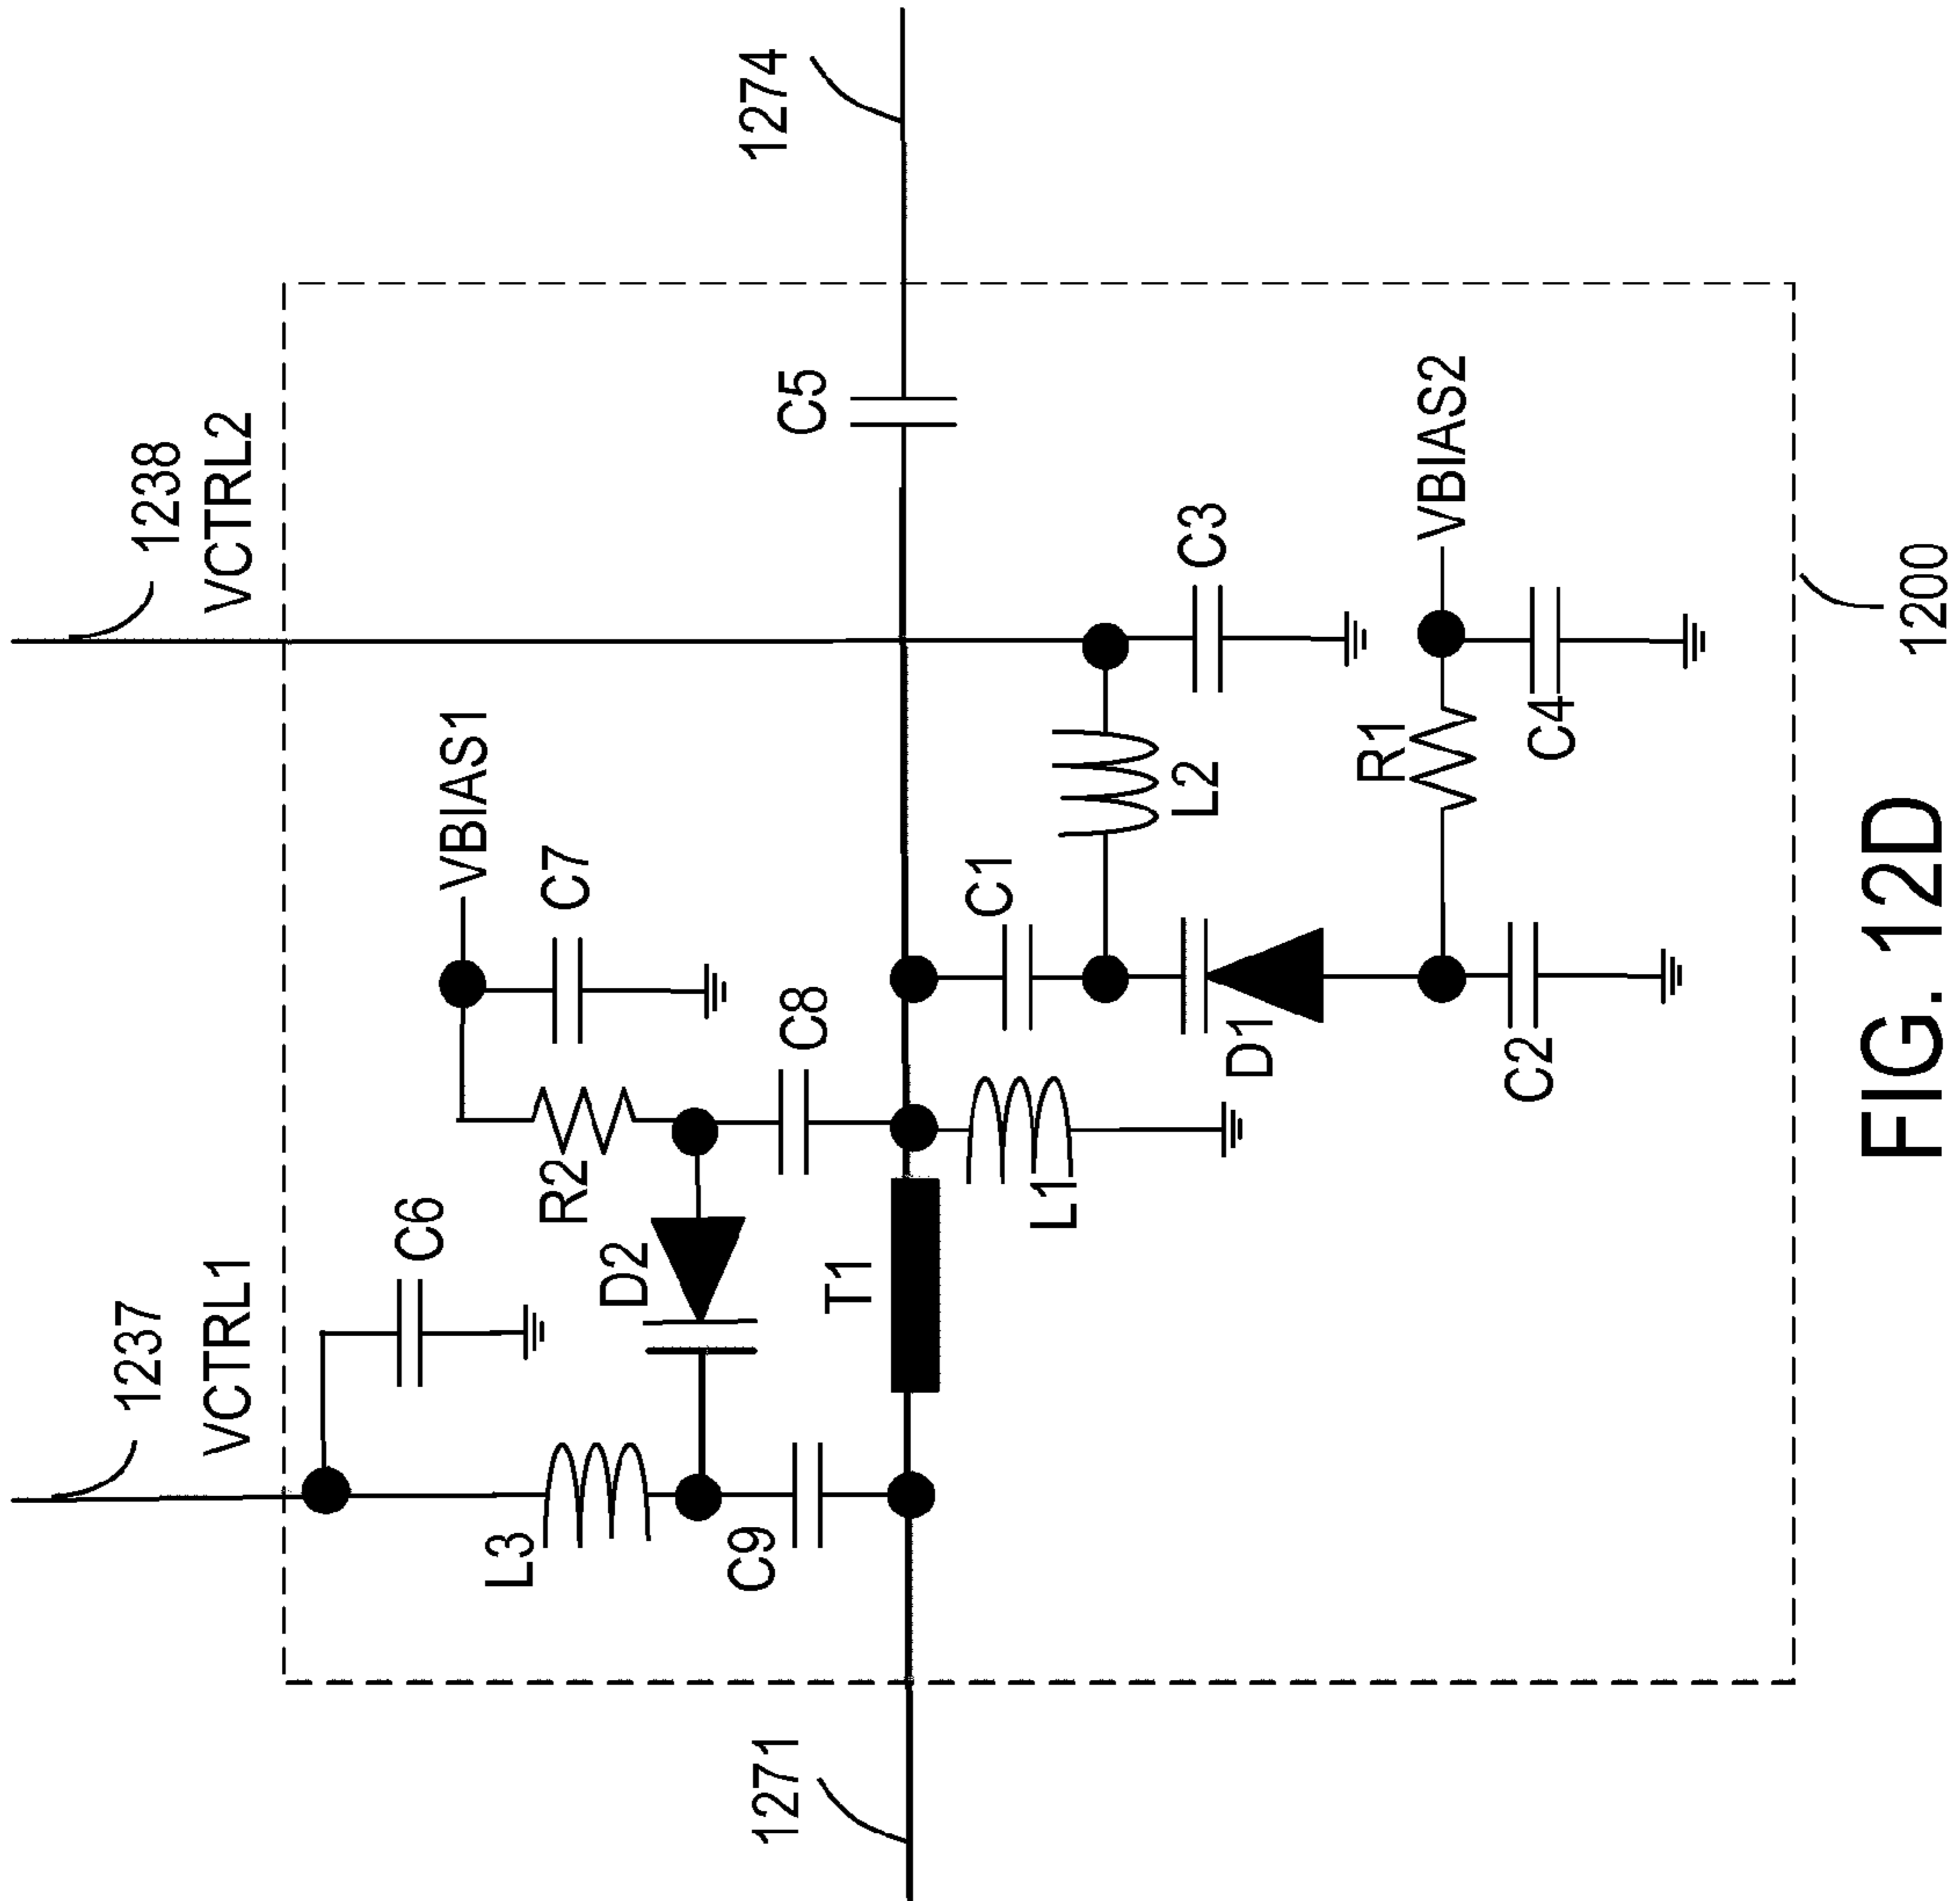 1237
VCTRL1
1238
VCTRL2
C6
VBIAS1
L3
R2
C7
D2
C9
C8
T1
C5
1271
1274
L1
C1
L2
C3
D1
R1
VBIAS2
C2
C4
1200
FIG. 12D